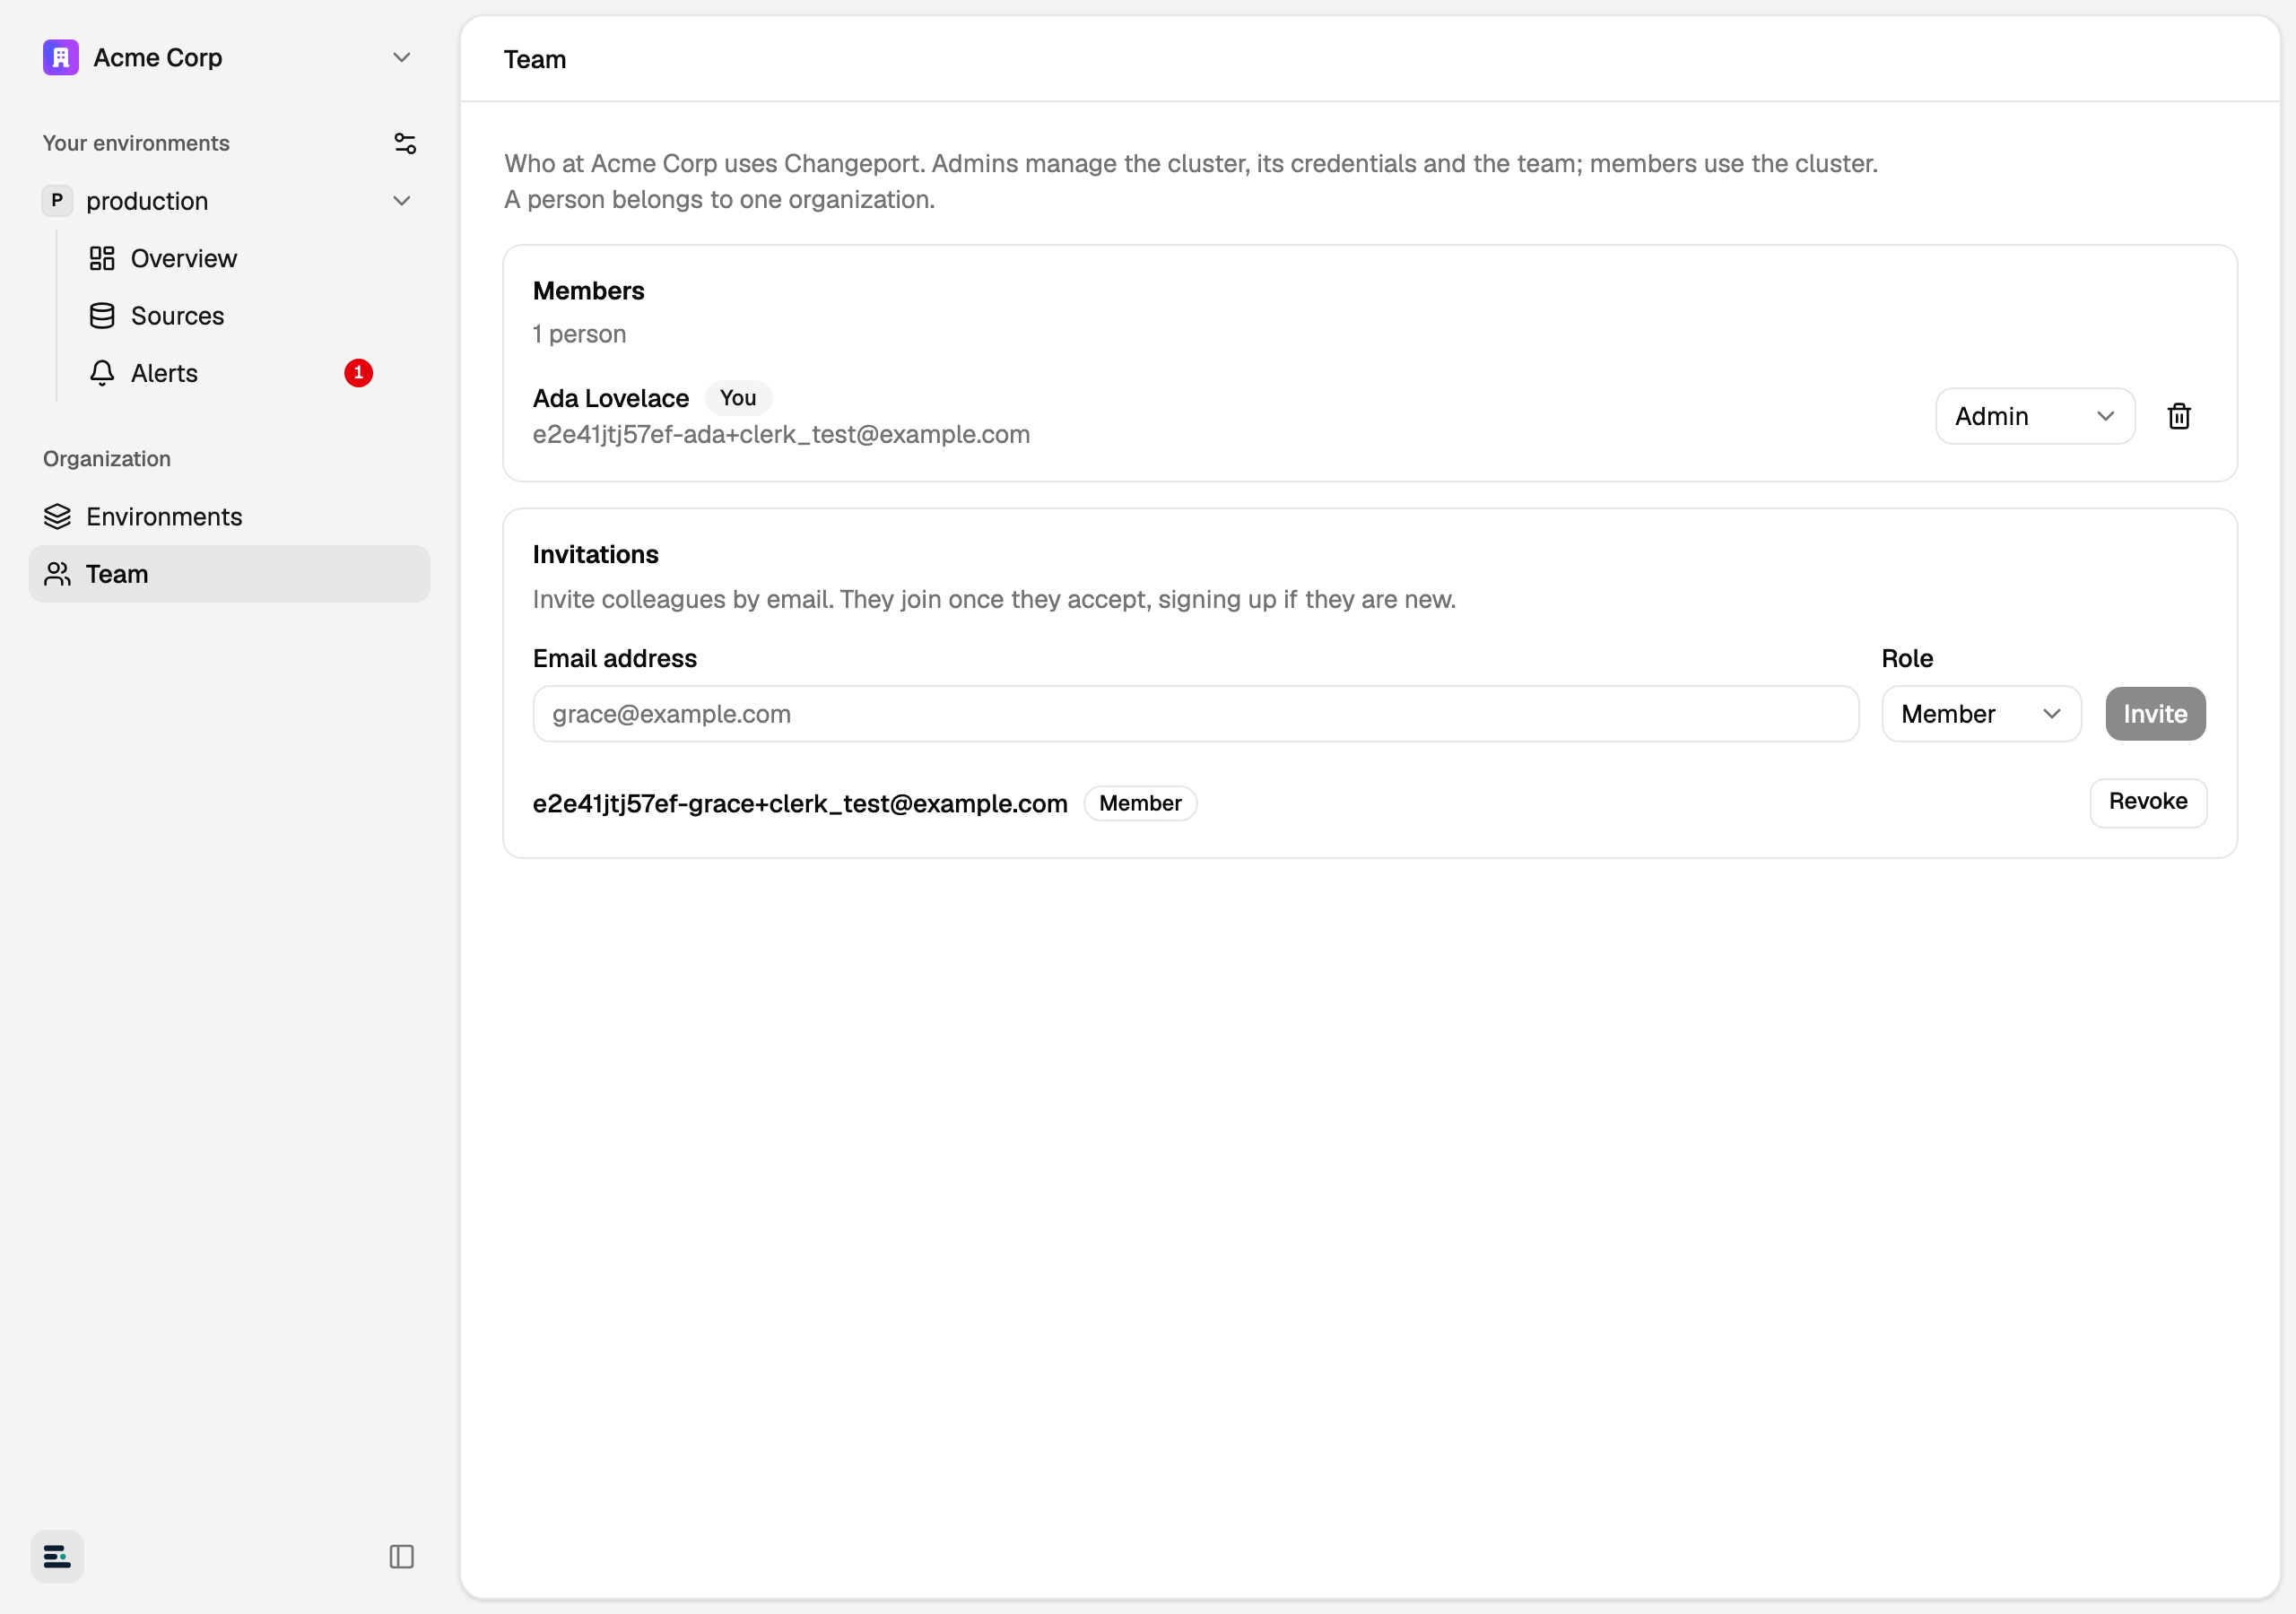 Acme Corp
Your environments
P production
Overview
Sources
Alerts 1
Organization
Environments
Team
Team
Who at Acme Corp uses Changeport. Admins manage the cluster, its credentials and the team; members use the cluster.
A person belongs to one organization.
Members
1 person
Ada Lovelace You
e2e41jtj57ef-ada+clerk_test@example.com
Admin
Invitations
Invite colleagues by email. They join once they accept, signing up if they are new.
Email address Role
grace@example.com Member Invite
e2e41jtj57ef-grace+clerk_test@example.com Member Revoke